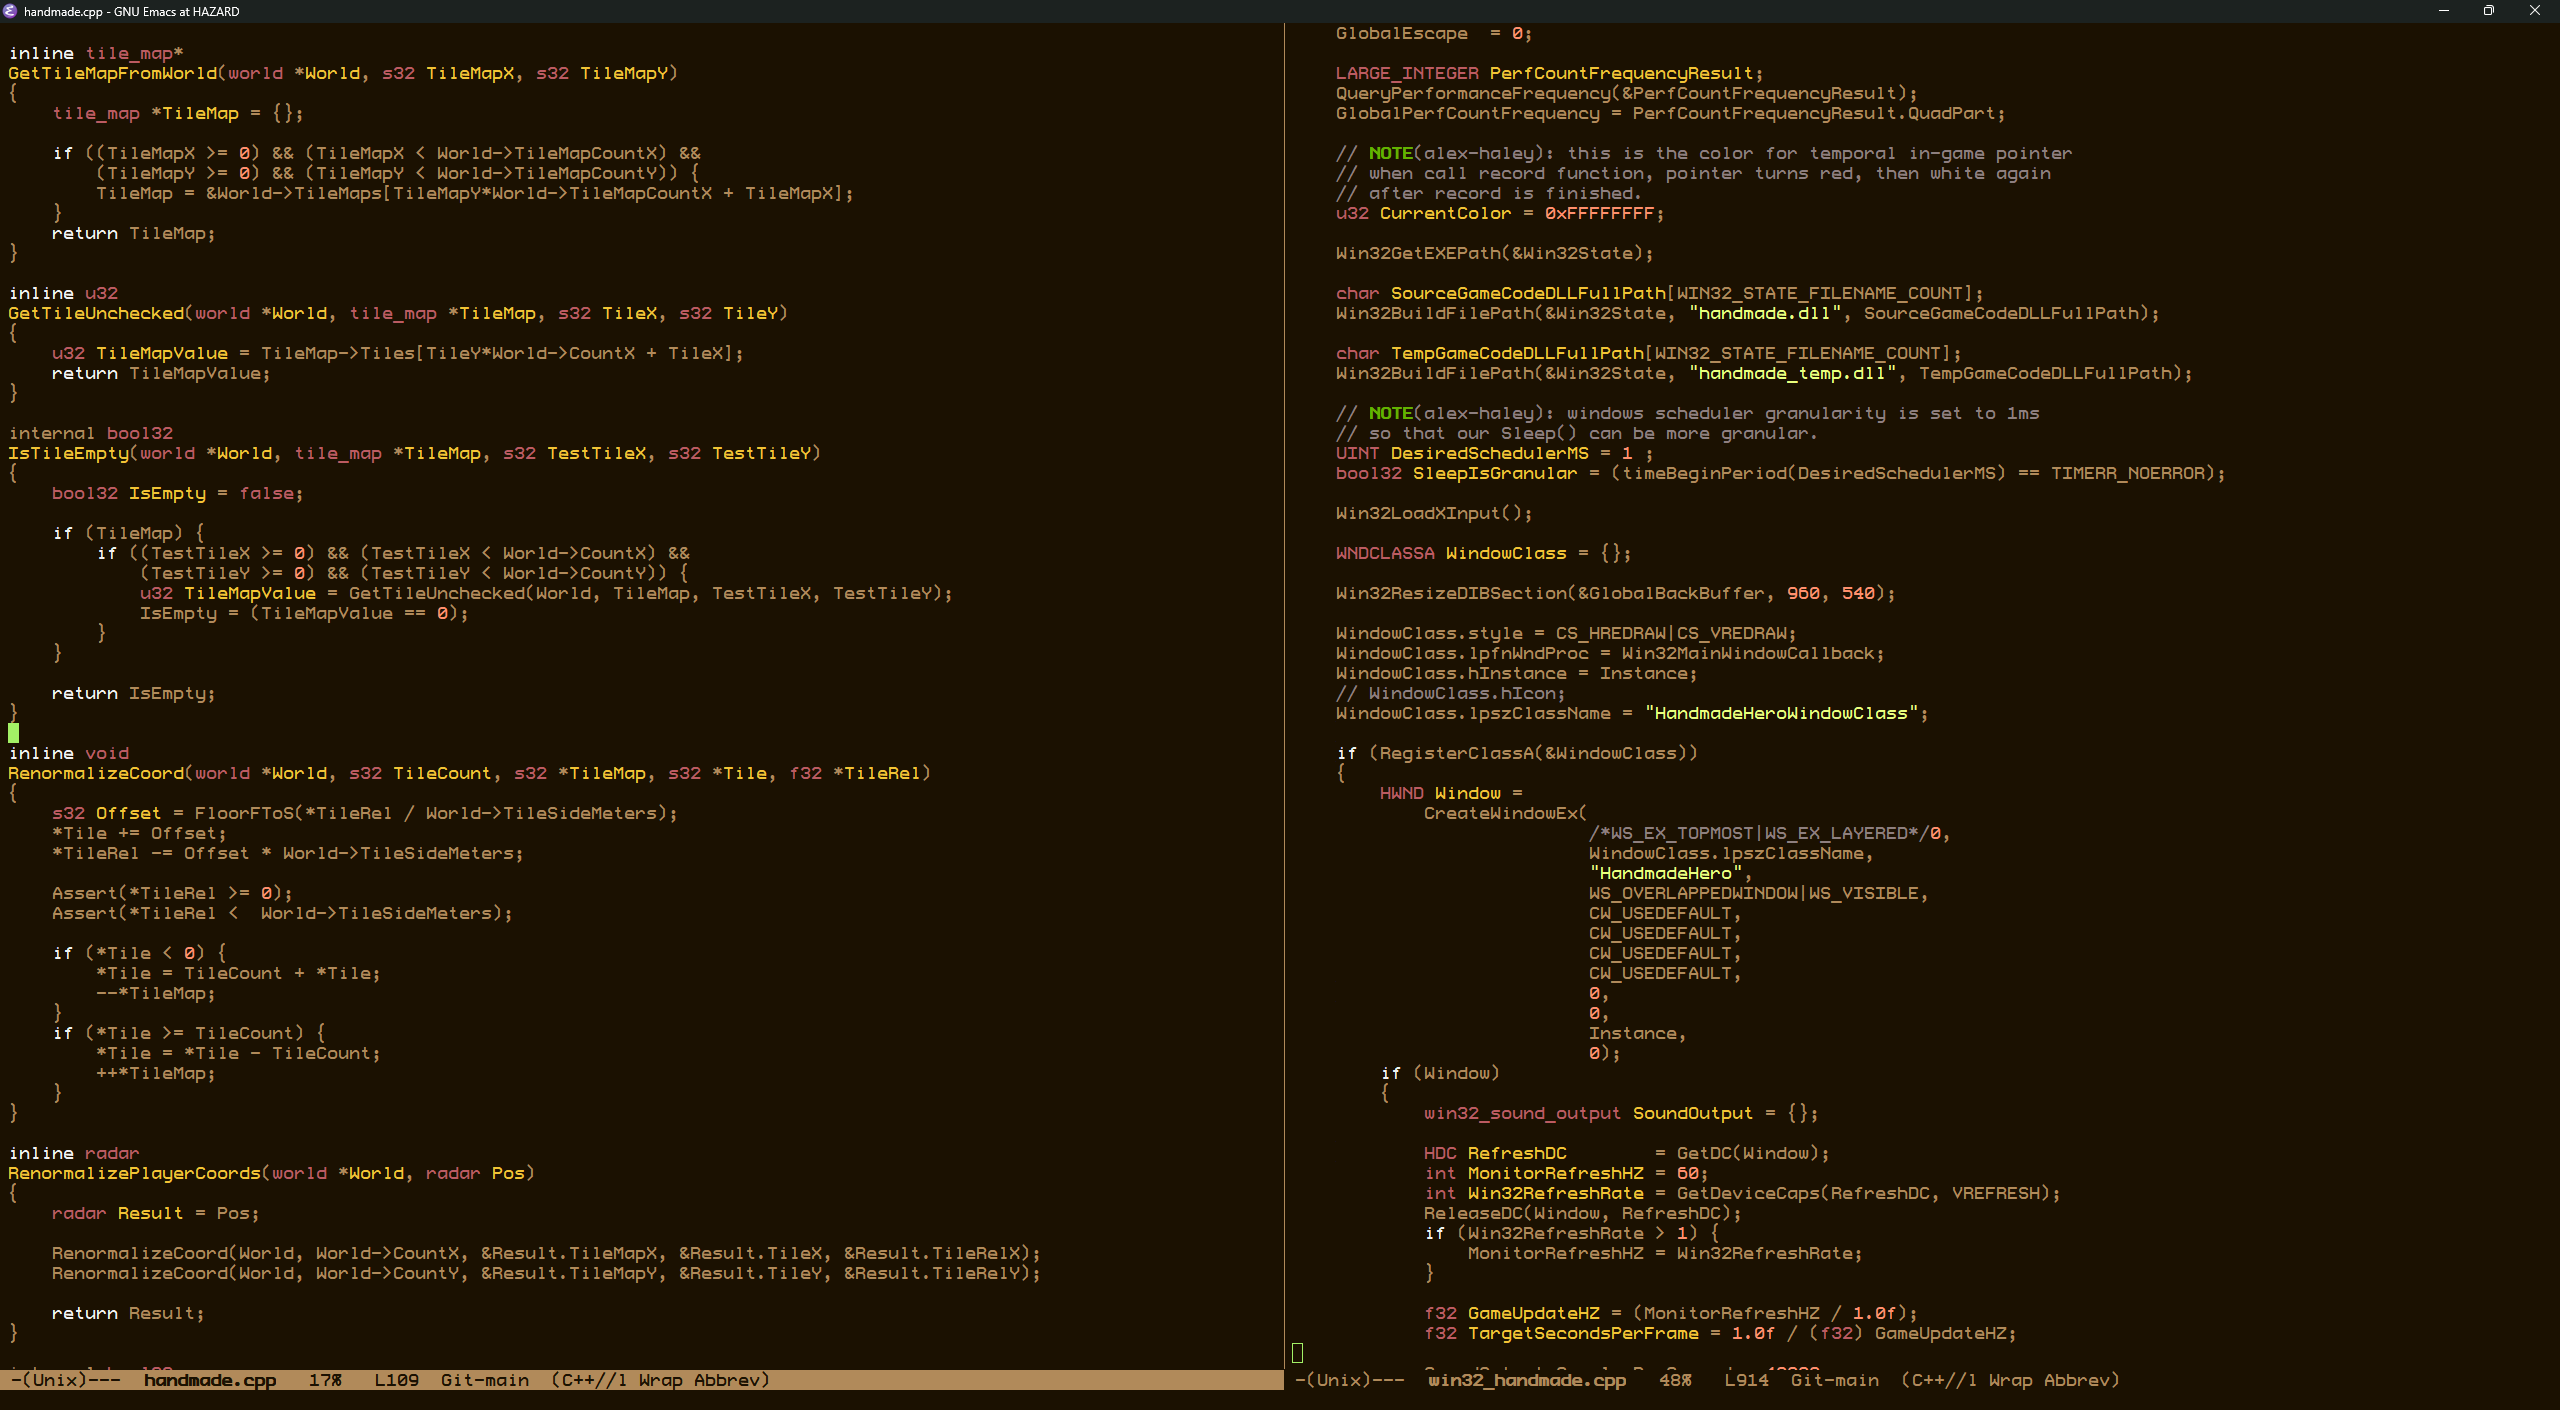 handmade.cpp - GNU Emacs at HAZARD
inline tile_map*
GetTileMapFromWorld(world *World, s32 TileMapX, s32 TileMapY)
{
    tile_map *TileMap = {};

    if ((TileMapX >= 0) && (TileMapX < World->TileMapCountX) &&
        (TileMapY >= 0) && (TileMapY < World->TileMapCountY)) {
        TileMap = &World->TileMaps[TileMapY*World->TileMapCountX + TileMapX];
    }
    return TileMap;
}

inline u32
GetTileUnchecked(world *World, tile_map *TileMap, s32 TileX, s32 TileY)
{
    u32 TileMapValue = TileMap->Tiles[TileY*World->CountX + TileX];
    return TileMapValue;
}

internal bool32
IsTileEmpty(world *World, tile_map *TileMap, s32 TestTileX, s32 TestTileY)
{
    bool32 IsEmpty = false;

    if (TileMap) {
        if ((TestTileX >= 0) && (TestTileX < World->CountX) &&
            (TestTileY >= 0) && (TestTileY < World->CountY)) {
            u32 TileMapValue = GetTileUnchecked(World, TileMap, TestTileX, TestTileY);
            IsEmpty = (TileMapValue == 0);
        }
    }

    return IsEmpty;
}

inline void
RenormalizeCoord(world *World, s32 TileCount, s32 *TileMap, s32 *Tile, f32 *TileRel)
{
    s32 Offset = FloorFToS(*TileRel / World->TileSideMeters);
    *Tile += Offset;
    *TileRel -= Offset * World->TileSideMeters;

    Assert(*TileRel >= 0);
    Assert(*TileRel <  World->TileSideMeters);

    if (*Tile < 0) {
        *Tile = TileCount + *Tile;
        --*TileMap;
    }
    if (*Tile >= TileCount) {
        *Tile = *Tile - TileCount;
        ++*TileMap;
    }
}

inline radar
RenormalizePlayerCoords(world *World, radar Pos)
{
    radar Result = Pos;

    RenormalizeCoord(World, World->CountX, &Result.TileMapX, &Result.TileX, &Result.TileRelX);
    RenormalizeCoord(World, World->CountY, &Result.TileMapY, &Result.TileY, &Result.TileRelY);

    return Result;
}
-(Unix)---  handmade.cpp   17%   L109  Git-main  (C++//l Wrap Abbrev)
    GlobalEscape  = 0;

    LARGE_INTEGER PerfCountFrequencyResult;
    QueryPerformanceFrequency(&PerfCountFrequencyResult);
    GlobalPerfCountFrequency = PerfCountFrequencyResult.QuadPart;

    // NOTE(alex-haley): this is the color for temporal in-game pointer
    // when call record function, pointer turns red, then white again
    // after record is finished.
    u32 CurrentColor = 0xFFFFFFFF;

    Win32GetEXEPath(&Win32State);

    char SourceGameCodeDLLFullPath[WIN32_STATE_FILENAME_COUNT];
    Win32BuildFilePath(&Win32State, "handmade.dll", SourceGameCodeDLLFullPath);

    char TempGameCodeDLLFullPath[WIN32_STATE_FILENAME_COUNT];
    Win32BuildFilePath(&Win32State, "handmade_temp.dll", TempGameCodeDLLFullPath);

    // NOTE(alex-haley): windows scheduler granularity is set to 1ms
    // so that our Sleep() can be more granular.
    UINT DesiredSchedulerMS = 1 ;
    bool32 SleepIsGranular = (timeBeginPeriod(DesiredSchedulerMS) == TIMERR_NOERROR);

    Win32LoadXInput();

    WNDCLASSA WindowClass = {};

    Win32ResizeDIBSection(&GlobalBackBuffer, 960, 540);

    WindowClass.style = CS_HREDRAW|CS_VREDRAW;
    WindowClass.lpfnWndProc = Win32MainWindowCallback;
    WindowClass.hInstance = Instance;
    // WindowClass.hIcon;
    WindowClass.lpszClassName = "HandmadeHeroWindowClass";

    if (RegisterClassA(&WindowClass))
    {
        HWND Window =
            CreateWindowEx(
                           /*WS_EX_TOPMOST|WS_EX_LAYERED*/0,
                           WindowClass.lpszClassName,
                           "HandmadeHero",
                           WS_OVERLAPPEDWINDOW|WS_VISIBLE,
                           CW_USEDEFAULT,
                           CW_USEDEFAULT,
                           CW_USEDEFAULT,
                           CW_USEDEFAULT,
                           0,
                           0,
                           Instance,
                           0);
        if (Window)
        {
            win32_sound_output SoundOutput = {};

            HDC RefreshDC        = GetDC(Window);
            int MonitorRefreshHZ = 60;
            int Win32RefreshRate = GetDeviceCaps(RefreshDC, VREFRESH);
            ReleaseDC(Window, RefreshDC);
            if (Win32RefreshRate > 1) {
                MonitorRefreshHZ = Win32RefreshRate;
            }

            f32 GameUpdateHZ = (MonitorRefreshHZ / 1.0f);
            f32 TargetSecondsPerFrame = 1.0f / (f32) GameUpdateHZ;
-(Unix)---  win32_handmade.cpp   48%   L914  Git-main  (C++//l Wrap Abbrev)